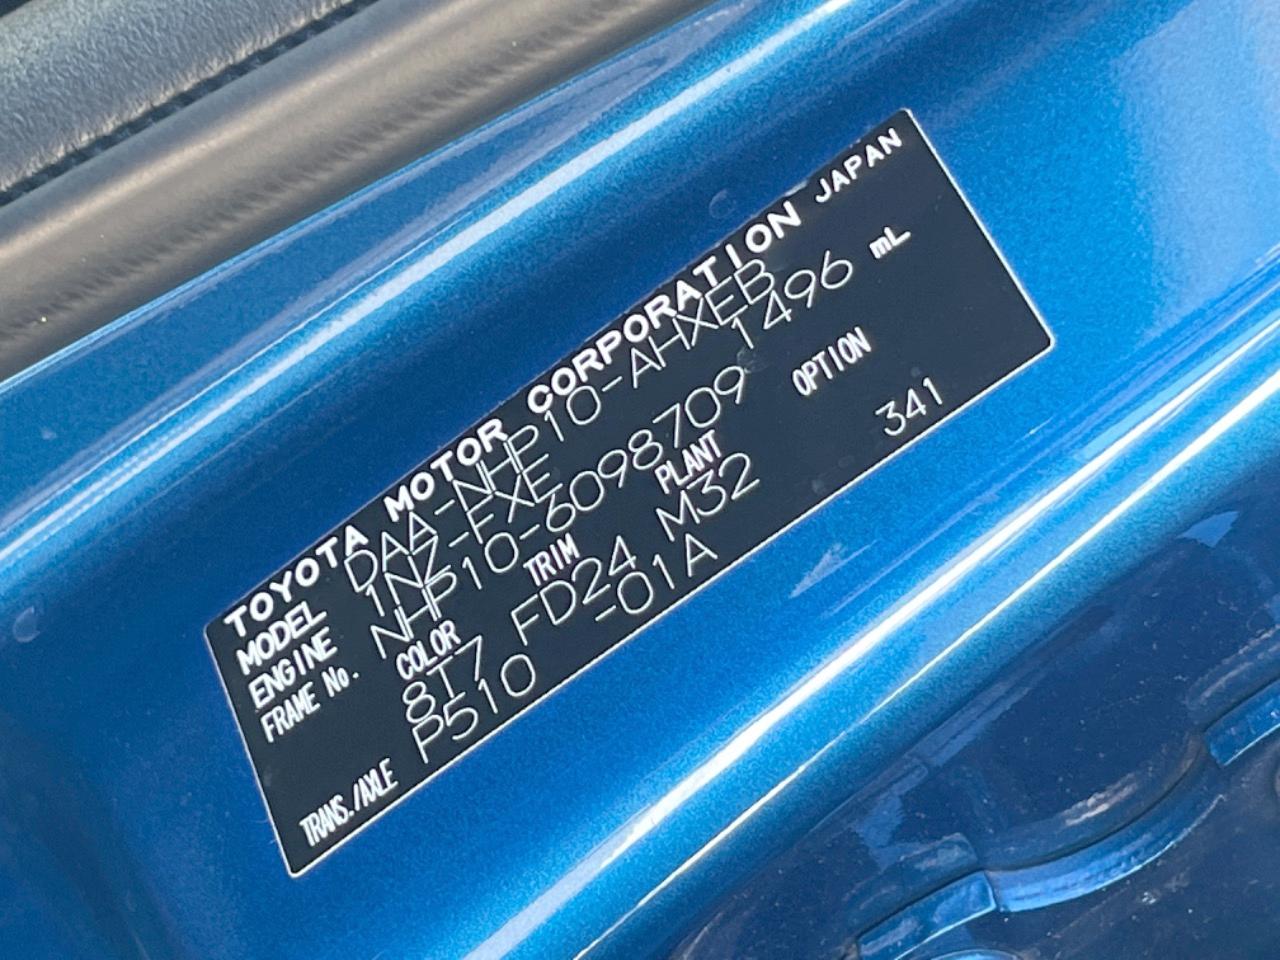 TOYOTA MOTOR CORPORATION JAPAN
MODEL DAA-NHP10-AHXEB
ENGINE 1NZ-FXE 1496 mL
FRAME No. NHP10-6098709
COLOR TRIM PLANT OPTION
8T7 FD24 M32 341
TRANS./AXLE P510 -01A